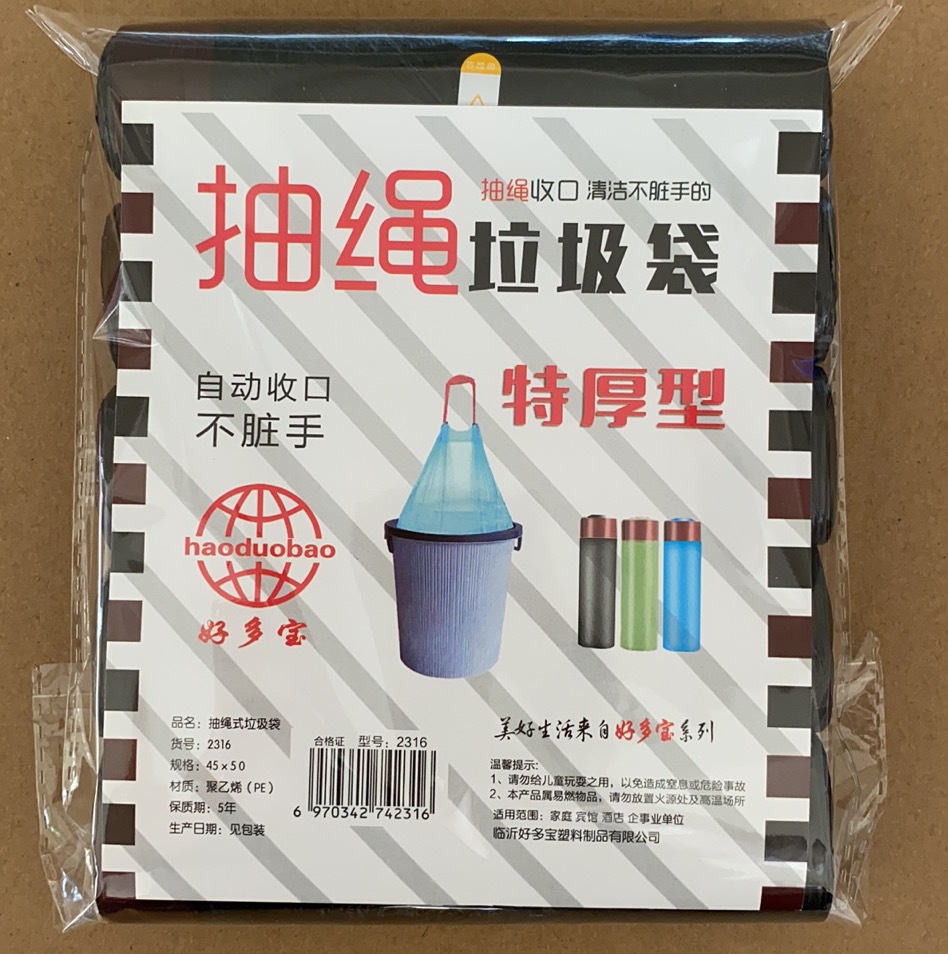 抽绳
抽绳收口 清洁不脏手的
垃圾袋
自动收口
不脏手
特厚型
haoduobao
好多宝
品名：抽绳式垃圾袋
货号：2316
规格：45×50
材质：聚乙烯（PE）
保质期：5年
生产日期：见包装
合格证 型号：2316
6 970342 742316
美好生活来自好多宝系列
温馨提示：
1、请勿给儿童玩耍之用，以免造成窒息或危险事故
2、本产品属易燃物品，请勿放置火源处及高温场所
适用范围：家庭 宾馆 酒店 企事业单位
临沂好多宝塑料制品有限公司